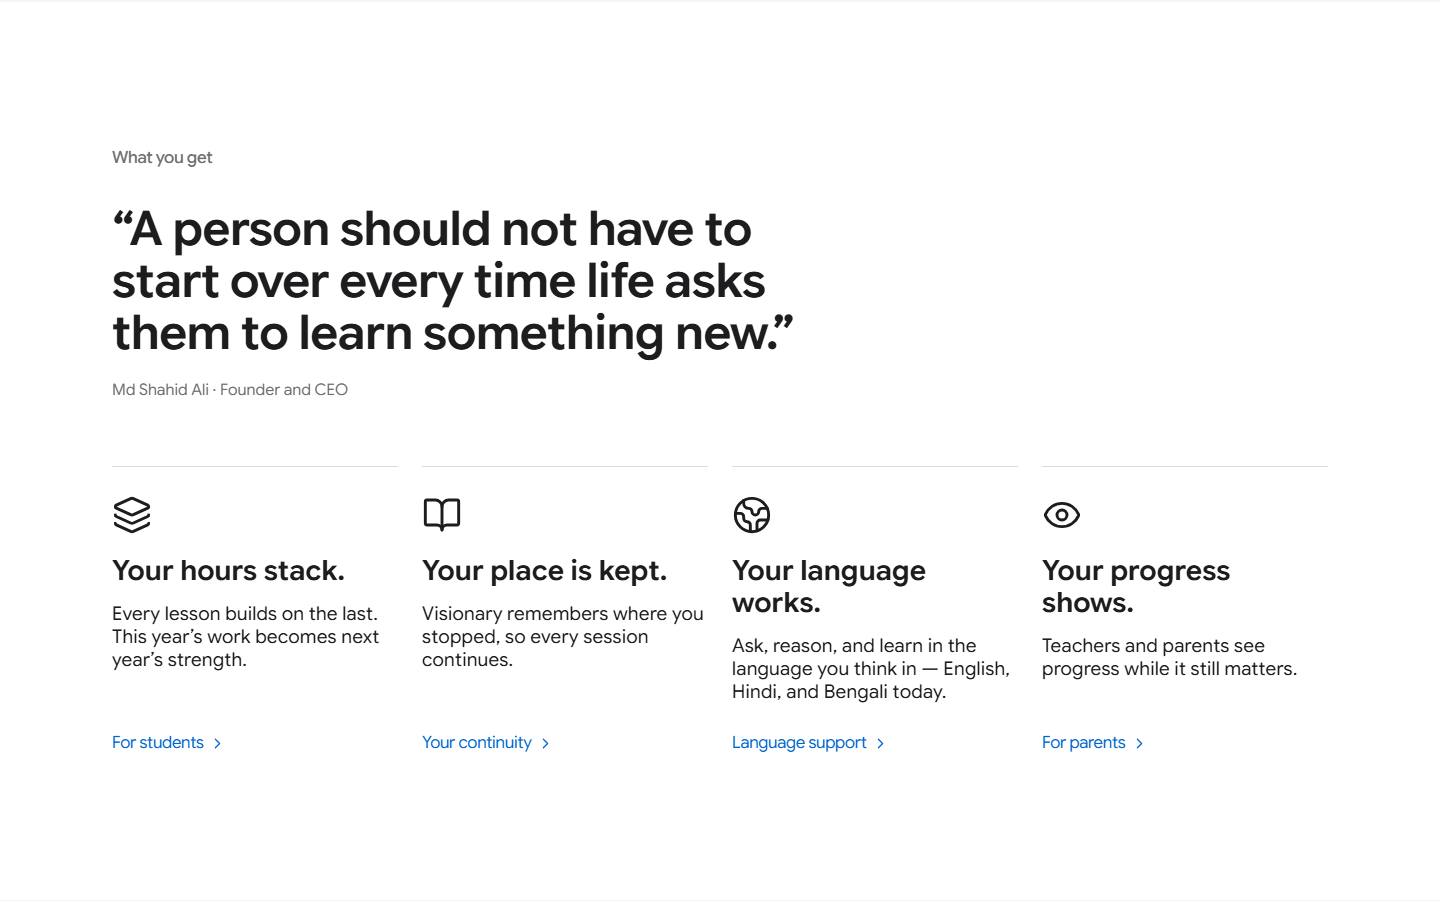 What you get
“A person should not have to
start over every time life asks
them to learn something new.”
Md Shahid Ali · Founder and CEO
Your hours stack.
Every lesson builds on the last.
This year’s work becomes next
year’s strength.
For students
Your place is kept.
Visionary remembers where you
stopped, so every session
continues.
Your continuity
Your language
works.
Ask, reason, and learn in the
language you think in — English,
Hindi, and Bengali today.
Language support
Your progress
shows.
Teachers and parents see
progress while it still matters.
For parents